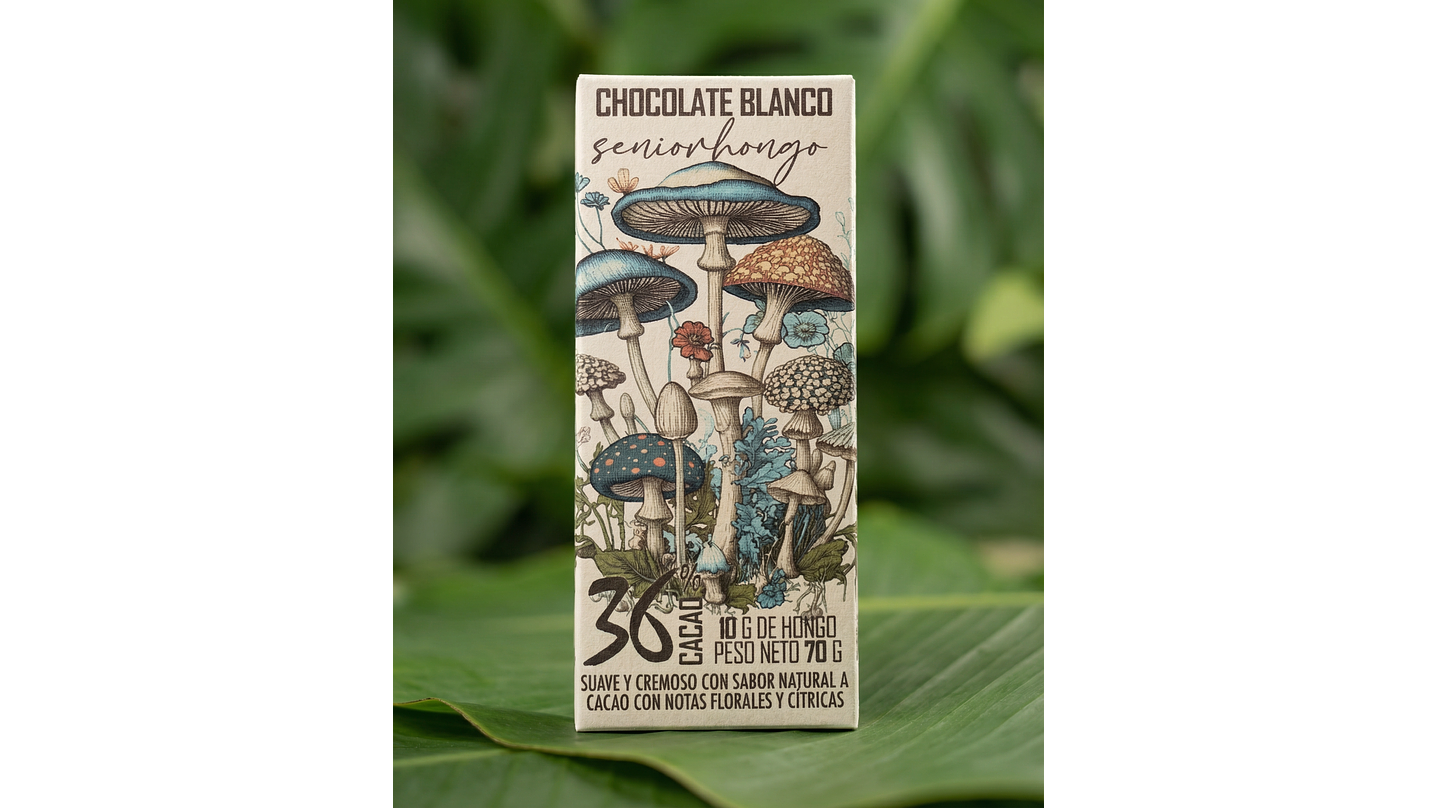 CHOCOLATE BLANCO
seniorhongo
36%
CACAO
10 G DE HONGO
PESO NETO 70 G
SUAVE Y CREMOSO CON SABOR NATURAL A
CACAO CON NOTAS FLORALES Y CÍTRICAS